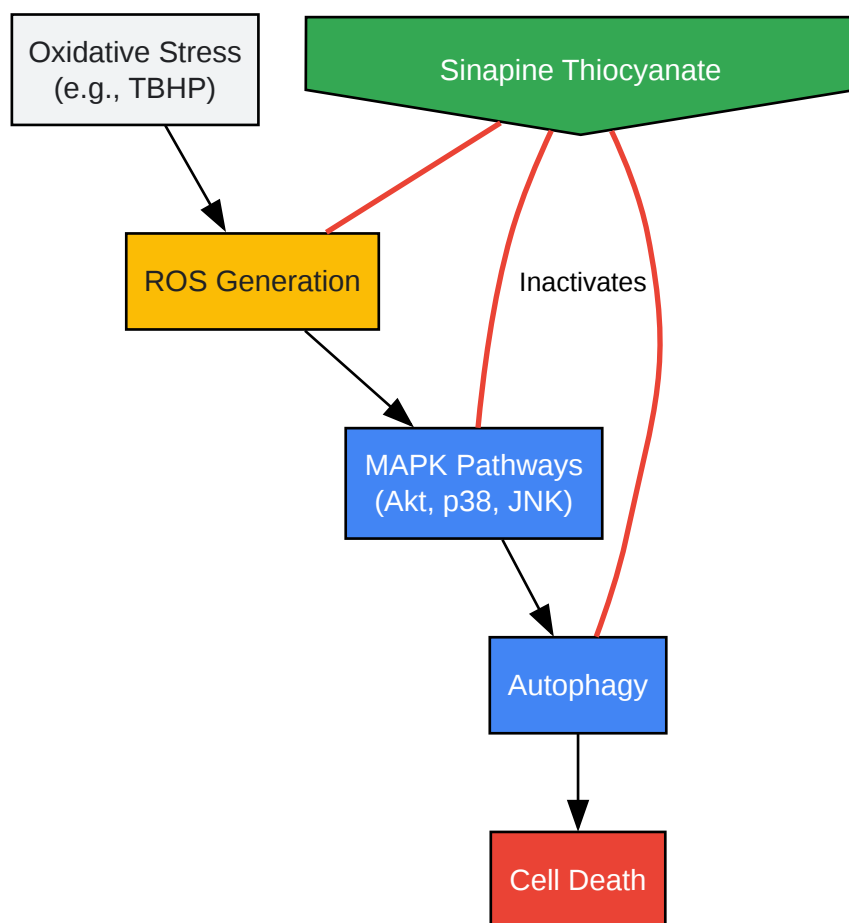 Oxidative Stress
(e.g., TBHP)
Sinapine Thiocyanate
ROS Generation
Inactivates
MAPK Pathways
(Akt, p38, JNK)
Autophagy
Cell Death